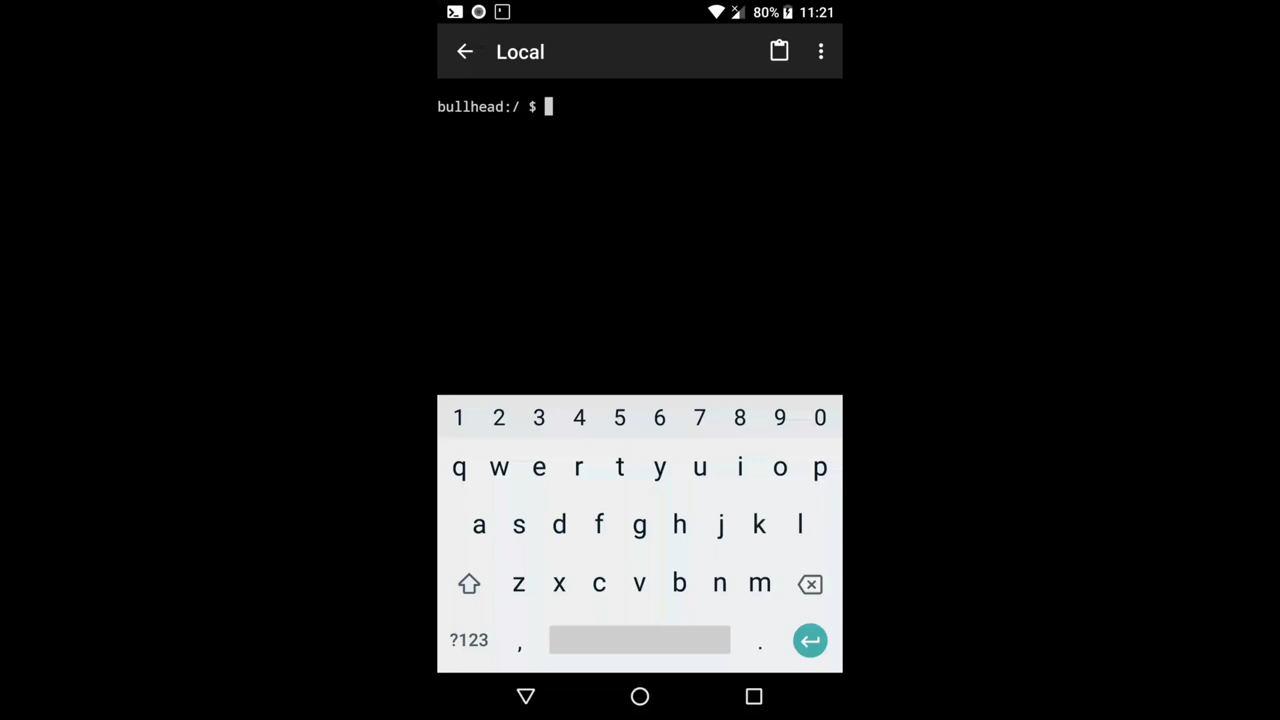 80% 11:21
Local
bullhead:/ $
1 2 3 4 5 6 7 8 9 0
q w e r t y u i o p
a s d f g h j k l
z x c v b n m
?123 , .